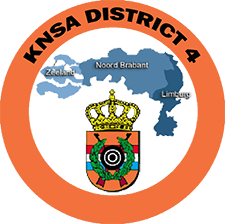 KNSA DISTRICT 4
Noord Brabant
Zeeland
Limburg